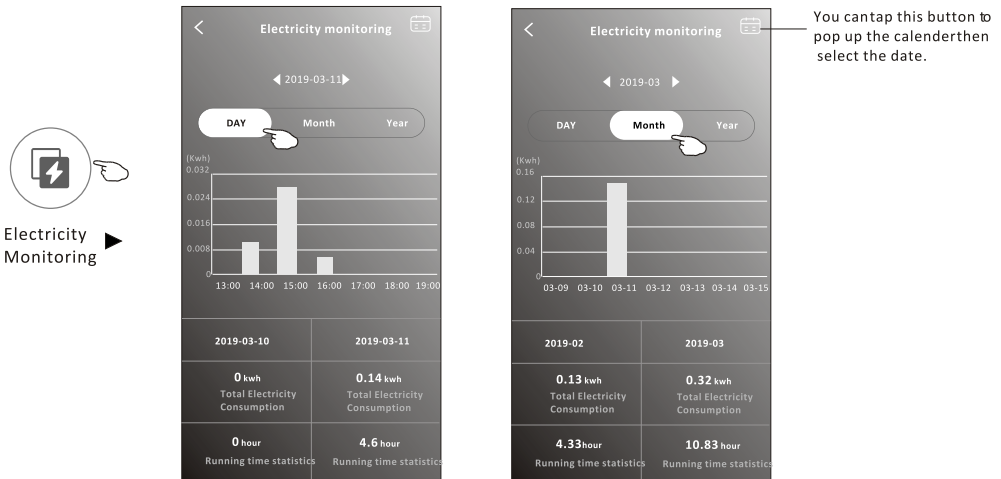 Electricity
Monitoring
Electricity monitoring
2019-03-11
DAY Month Year
(Kwh)
0.032
0.024
0.016
0.008
0
13:00 14:00 15:00 16:00 17:00 18:00 19:00
2019-03-10 2019-03-11
0 kwh 0.14 kwh
Total Electricity Total Electricity
Consumption Consumption
0 hour 4.6 hour
Running time statistics Running time statistics
Electricity monitoring
2019-03
DAY Month Year
(Kwh)
0.16
0.12
0.08
0.04
0
03-09 03-10 03-11 03-12 03-13 03-14 03-15
2019-02 2019-03
0.13 kwh 0.32 kwh
Total Electricity Total Electricity
Consumption Consumption
4.33hour 10.83 hour
Running time statistics Running time statistics
You cantap this button to
pop up the calenderthen
select the date.